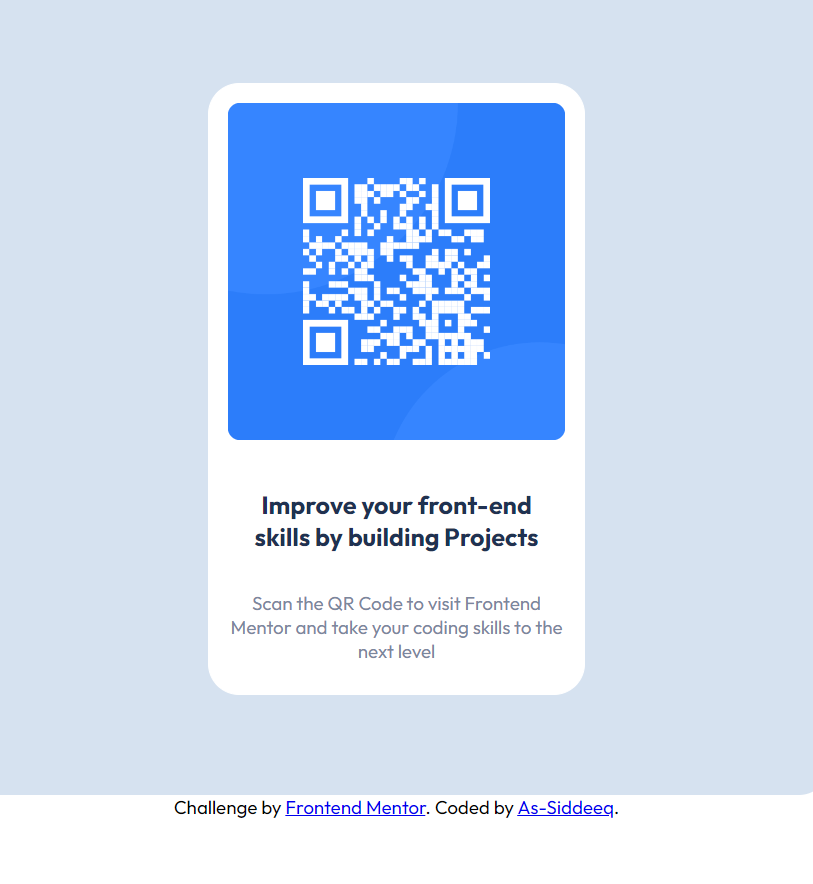 Improve your front-end
skills by building Projects
Scan the QR Code to visit Frontend
Mentor and take your coding skills to the
next level
Challenge by Frontend Mentor. Coded by As-Siddeeq.